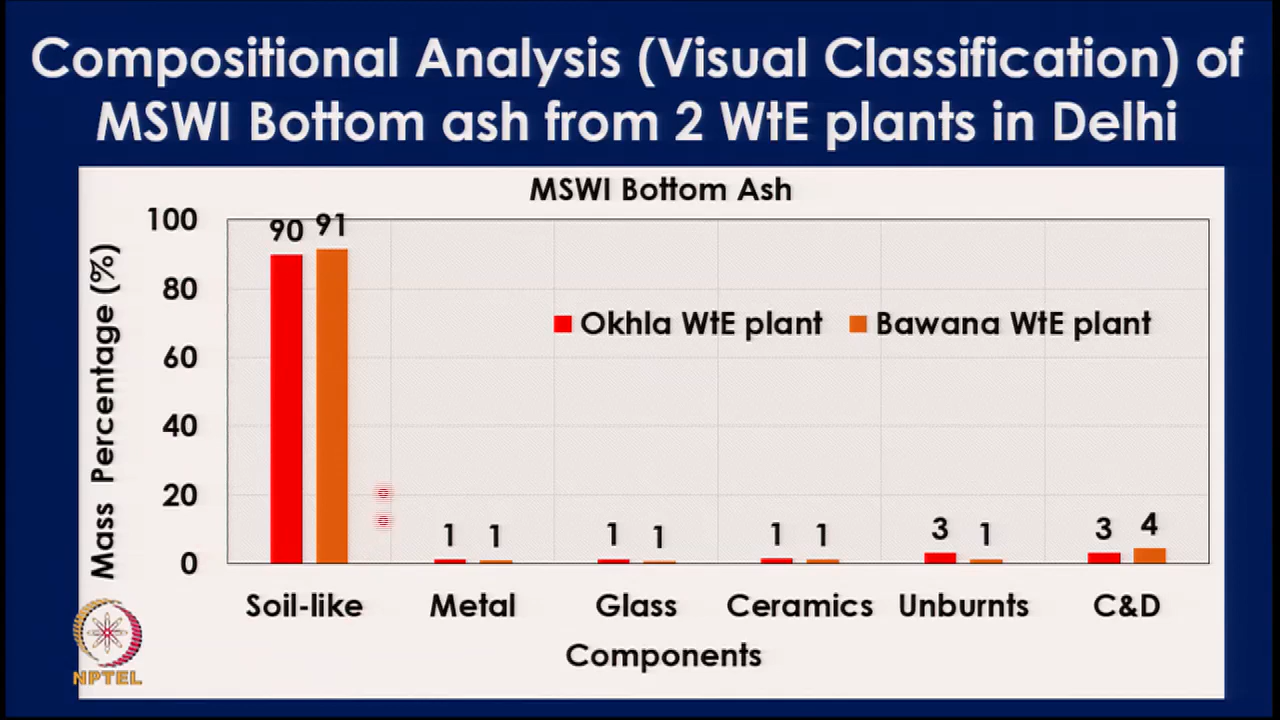 Compositional Analysis (Visual Classification) of
MSWI Bottom ash from 2 WtE plants in Delhi
MSWI Bottom Ash
Mass Percentage (%)
100
80
60
40
20
0
90 91
1 1
1 1
1 1
3 1
3 4
Okhla WtE plant Bawana WtE plant
Soil-like Metal Glass Ceramics Unburnts C&D
Components
NPTEL